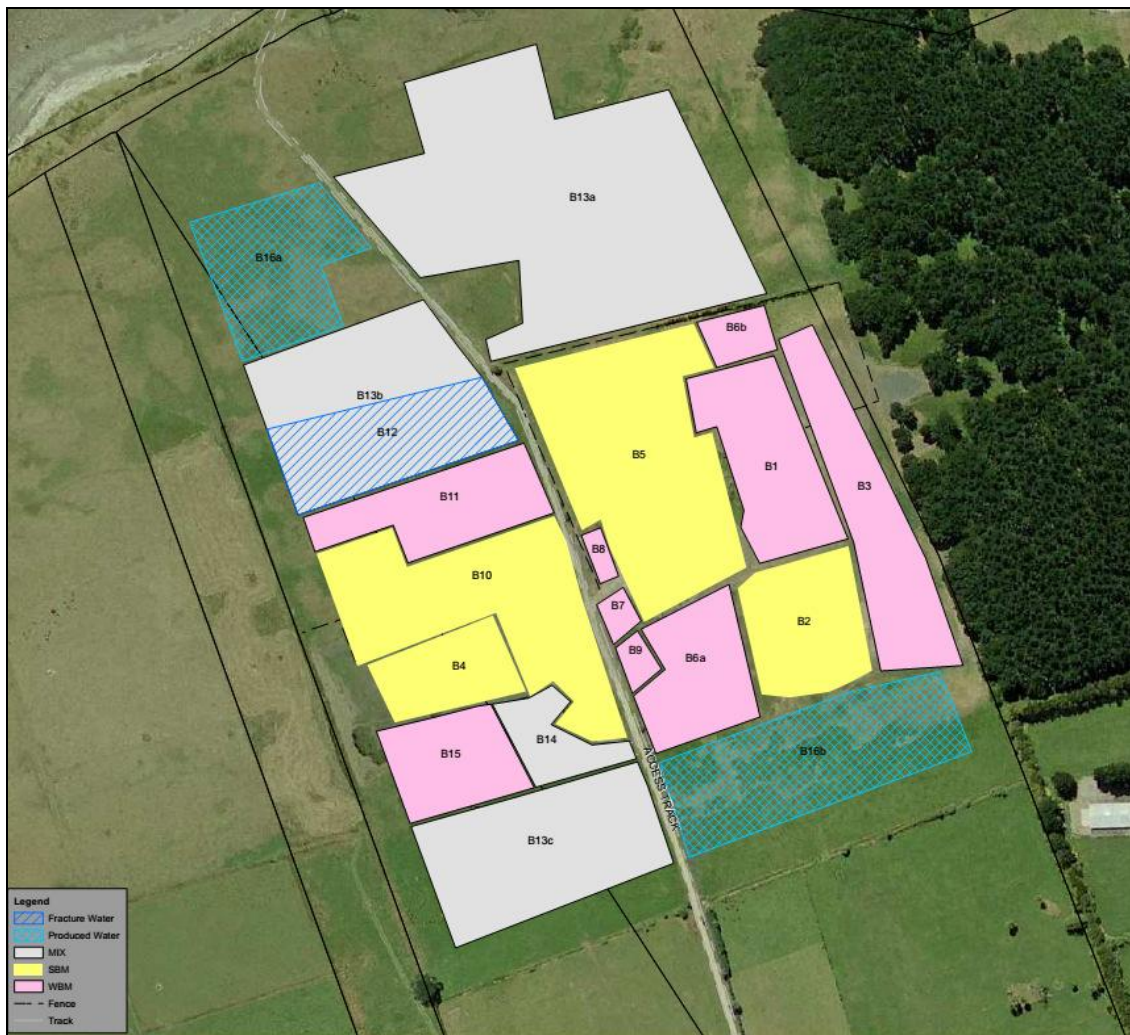 B13a
B16a
B6b
B13b
B12
B5
B1
B3
B11
B8
B10
B7
B2
B9
B6a
B4
B14
B15
B16b
ACCESS TRACK
B13c
Legend
Fracture Water
Produced Water
MIX
SBM
WBM
Fence
Track